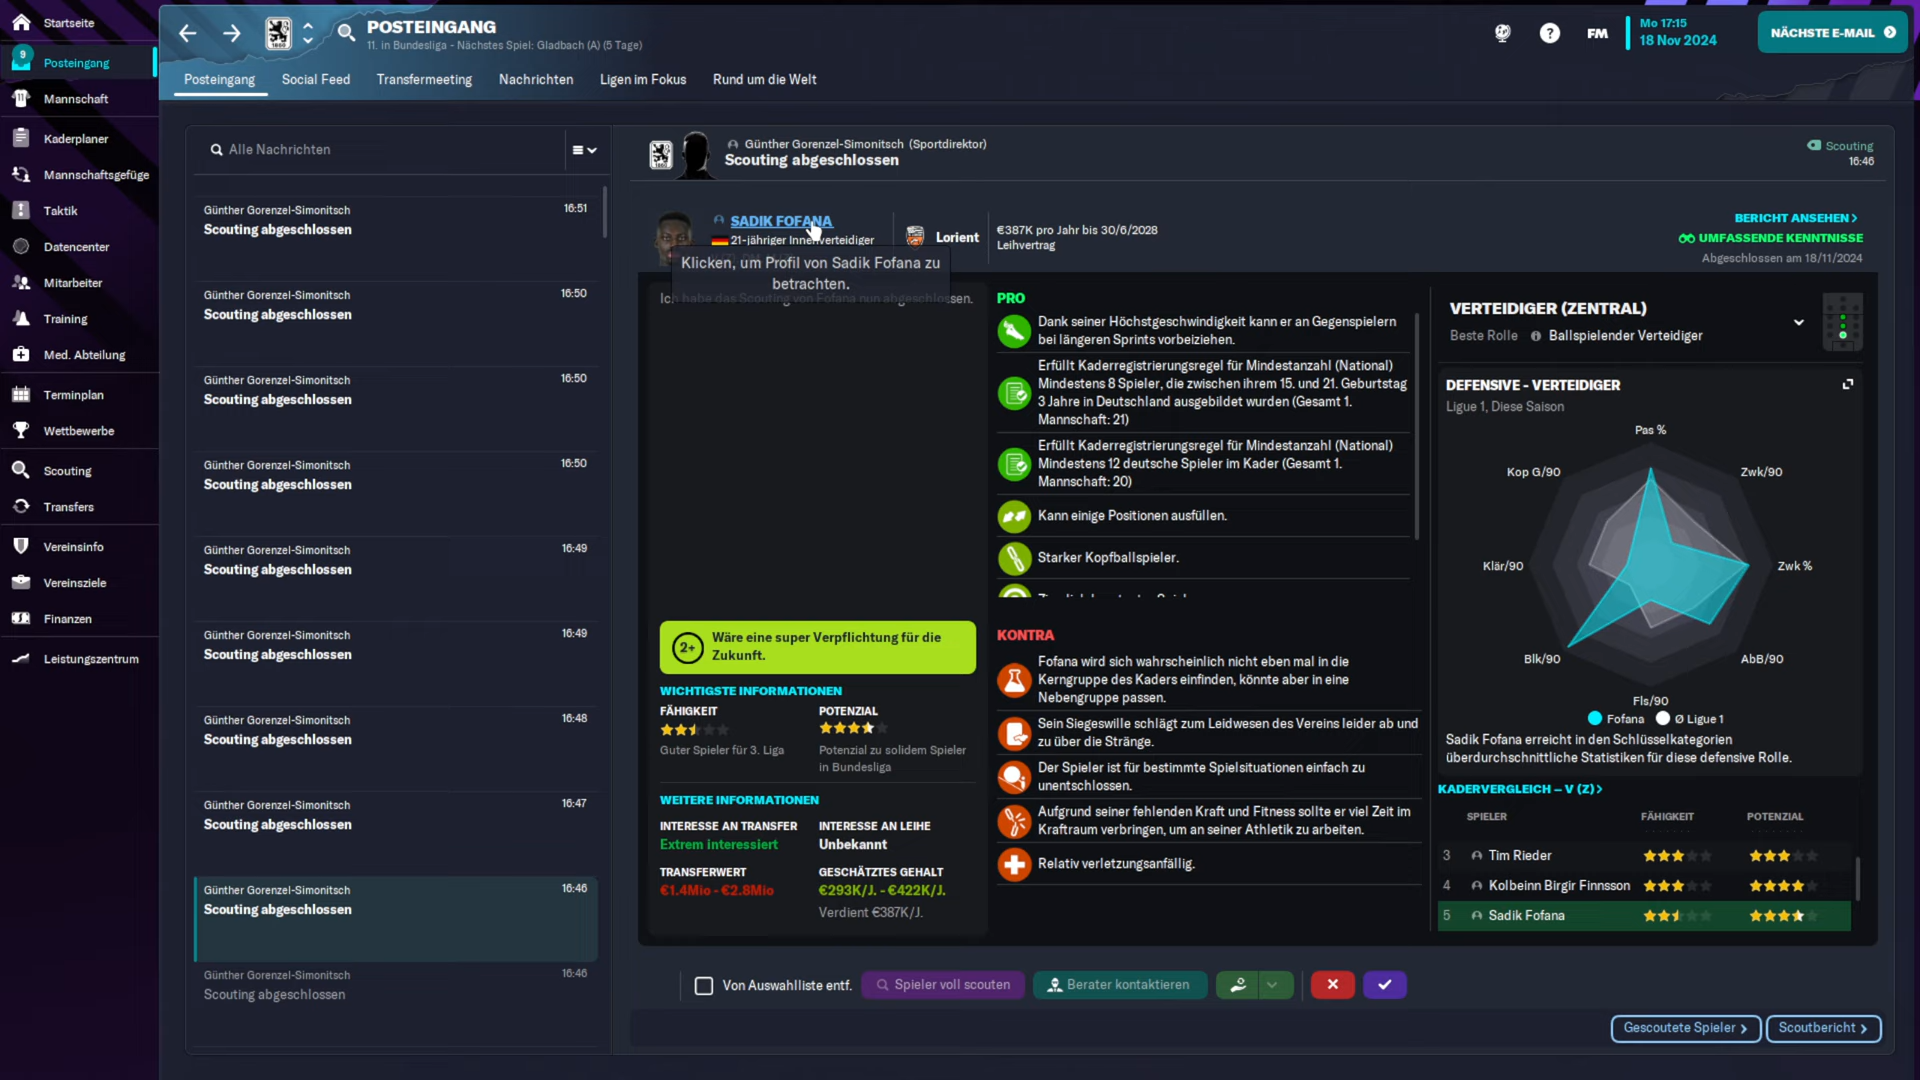 Startseite
9
Posteingang
Mannschaft
Kaderplaner
Mannschaftsgefüge
Taktik
Datencenter
Mitarbeiter
Training
Med. Abteilung
Terminplan
Wettbewerbe
Scouting
Transfers
Vereinsinfo
Vereinsziele
Finanzen
Leistungszentrum
POSTEINGANG
11. in Bundesliga - Nächstes Spiel: Gladbach (A) (5 Tage)
FM
Mo 17:15
18 Nov 2024
NÄCHSTE E-MAIL
Posteingang Social Feed Transfermeeting Nachrichten Ligen im Fokus Rund um die Welt
Alle Nachrichten
Günther Gorenzel-Simonitsch 16:51
Scouting abgeschlossen
Günther Gorenzel-Simonitsch 16:50
Scouting abgeschlossen
Günther Gorenzel-Simonitsch 16:50
Scouting abgeschlossen
Günther Gorenzel-Simonitsch 16:50
Scouting abgeschlossen
Günther Gorenzel-Simonitsch 16:49
Scouting abgeschlossen
Günther Gorenzel-Simonitsch 16:49
Scouting abgeschlossen
Günther Gorenzel-Simonitsch 16:48
Scouting abgeschlossen
Günther Gorenzel-Simonitsch 16:47
Scouting abgeschlossen
Günther Gorenzel-Simonitsch 16:46
Scouting abgeschlossen
Günther Gorenzel-Simonitsch 16:46
Scouting abgeschlossen
Günther Gorenzel-Simonitsch (Sportdirektor)
Scouting abgeschlossen
Scouting
16:46
SADIK FOFANA
21-jähriger Innenverteidiger
Lorient
€387K pro Jahr bis 30/6/2028
Leihvertrag
BERICHT ANSEHEN
UMFASSENDE KENNTNISSE
Abgeschlossen am 18/11/2024
Klicken, um Profil von Sadik Fofana zu
betrachten.
Ich habe das Scouting von Fofana nun abgeschlossen.
2+
Wäre eine super Verpflichtung für die
Zukunft.
WICHTIGSTE INFORMATIONEN
FÄHIGKEIT POTENZIAL
Guter Spieler für 3. Liga
Potenzial zu solidem Spieler
in Bundesliga
WEITERE INFORMATIONEN
INTERESSE AN TRANSFER INTERESSE AN LEIHE
Extrem interessiert Unbekannt
TRANSFERWERT GESCHÄTZTES GEHALT
€1.4Mio - €2.8Mio €293K/J. - €422K/J.
Verdient €387K/J.
PRO
Dank seiner Höchstgeschwindigkeit kann er an Gegenspielern
bei längeren Sprints vorbeiziehen.
Erfüllt Kaderregistrierungsregel für Mindestanzahl (National)
Mindestens 8 Spieler, die zwischen ihrem 15. und 21. Geburtstag
3 Jahre in Deutschland ausgebildet wurden (Gesamt 1.
Mannschaft: 21)
Erfüllt Kaderregistrierungsregel für Mindestanzahl (National)
Mindestens 12 deutsche Spieler im Kader (Gesamt 1.
Mannschaft: 20)
Kann einige Positionen ausfüllen.
Starker Kopfballspieler.
KONTRA
Fofana wird sich wahrscheinlich nicht eben mal in die
Kerngruppe des Kaders einfinden, könnte aber in eine
Nebengruppe passen.
Sein Siegeswille schlägt zum Leidwesen des Vereins leider ab und
zu über die Stränge.
Der Spieler ist für bestimmte Spielsituationen einfach zu
unentschlossen.
Aufgrund seiner fehlenden Kraft und Fitness sollte er viel Zeit im
Kraftraum verbringen, um an seiner Athletik zu arbeiten.
Relativ verletzungsanfällig.
VERTEIDIGER (ZENTRAL)
Beste Rolle Ballspielender Verteidiger
DEFENSIVE - VERTEIDIGER
Ligue 1, Diese Saison
Pas %
Kop G/90 Zwk/90
Klär/90 Zwk %
Blk/90 AbB/90
Fls/90
Fofana Ø Ligue 1
Sadik Fofana erreicht in den Schlüsselkategorien
überdurchschnittliche Statistiken für diese defensive Rolle.
KADERVERGLEICH – V (Z)
SPIELER FÄHIGKEIT POTENZIAL
3 Tim Rieder
4 Kolbeinn Birgir Finnsson
5 Sadik Fofana
Von Auswahlliste entf. Spieler voll scouten Berater kontaktieren
Gescoutete Spieler Scoutbericht